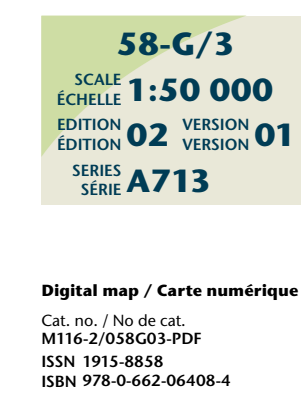 58-G/3
SCALE
ÉCHELLE 1:50 000
EDITION
ÉDITION 02 VERSION
VERSION 01
SERIES
SÉRIE A713
Digital map / Carte numérique
Cat. no. / No de cat.
M116-2/058G03-PDF
ISSN 1915-8858
ISBN 978-0-662-06408-4